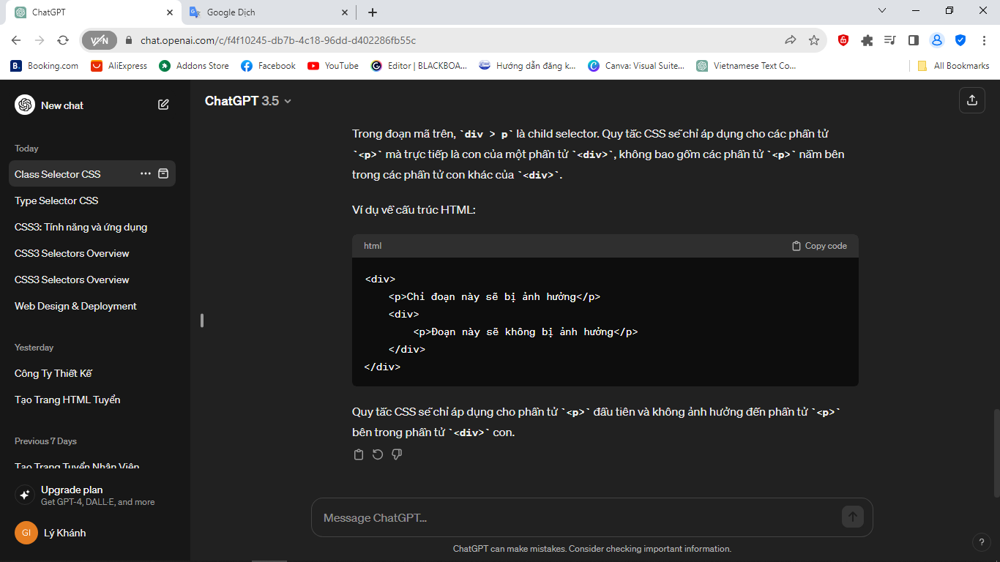 ChatGPT
Google Dịch
VPN
chat.openai.com/c/f4f10245-db7b-4c18-96dd-d402286fb55c
Booking.com
AliExpress
Addons Store
Facebook
YouTube
Editor | BLACKBOA...
Hướng dẫn đăng k...
Canva: Visual Suite...
Vietnamese Text Co...
All Bookmarks
New chat
Today
Class Selector CSS
Type Selector CSS
CSS3: Tính năng và ứng dụng
CSS3 Selectors Overview
CSS3 Selectors Overview
Web Design & Deployment
Yesterday
Công Ty Thiết Kế
Tạo Trang HTML Tuyển
Previous 7 Days
Tạo Trang Tuyển Nhân Viên
Upgrade plan
Get GPT-4, DALL·E, and more
GI
Lý Khánh
ChatGPT 3.5
Trong đoạn mã trên, `div > p` là child selector. Quy tắc CSS sẽ chỉ áp dụng cho các phần tử
`<p>` mà trực tiếp là con của một phần tử `<div>`, không bao gồm các phần tử `<p>` nằm bên
trong các phần tử con khác của `<div>`.
Ví dụ về cấu trúc HTML:
html
Copy code
<div>
    <p>Chỉ đoạn này sẽ bị ảnh hưởng</p>
    <div>
        <p>Đoạn này sẽ không bị ảnh hưởng</p>
    </div>
</div>
Quy tắc CSS sẽ chỉ áp dụng cho phần tử `<p>` đầu tiên và không ảnh hưởng đến phần tử `<p>`
bên trong phần tử `<div>` con.
Message ChatGPT...
ChatGPT can make mistakes. Consider checking important information.
?